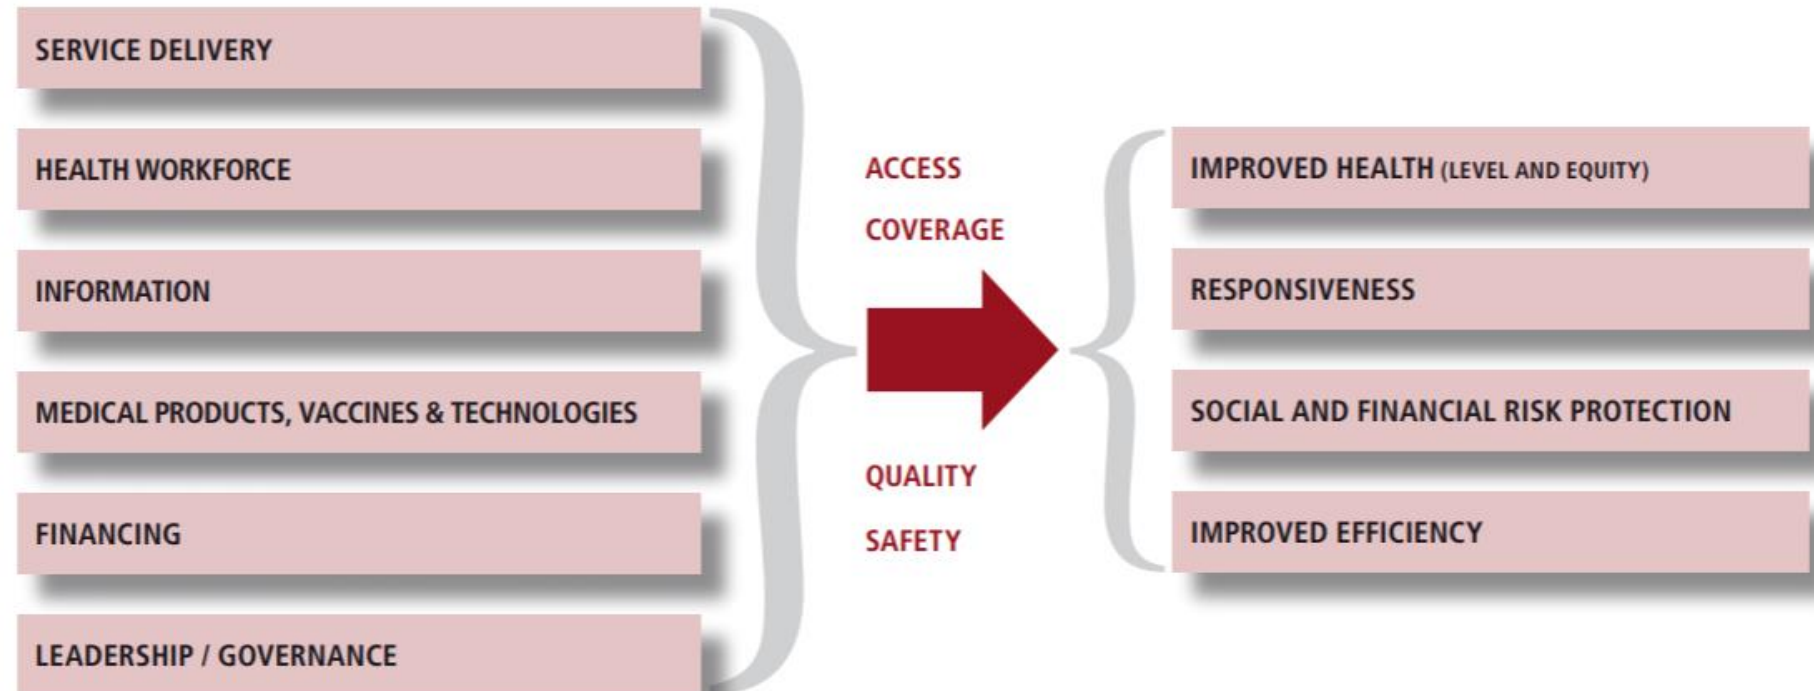 SERVICE DELIVERY
HEALTH WORKFORCE
INFORMATION
MEDICAL PRODUCTS, VACCINES & TECHNOLOGIES
FINANCING
LEADERSHIP / GOVERNANCE
ACCESS
COVERAGE
QUALITY
SAFETY
IMPROVED HEALTH (LEVEL AND EQUITY)
RESPONSIVENESS
SOCIAL AND FINANCIAL RISK PROTECTION
IMPROVED EFFICIENCY